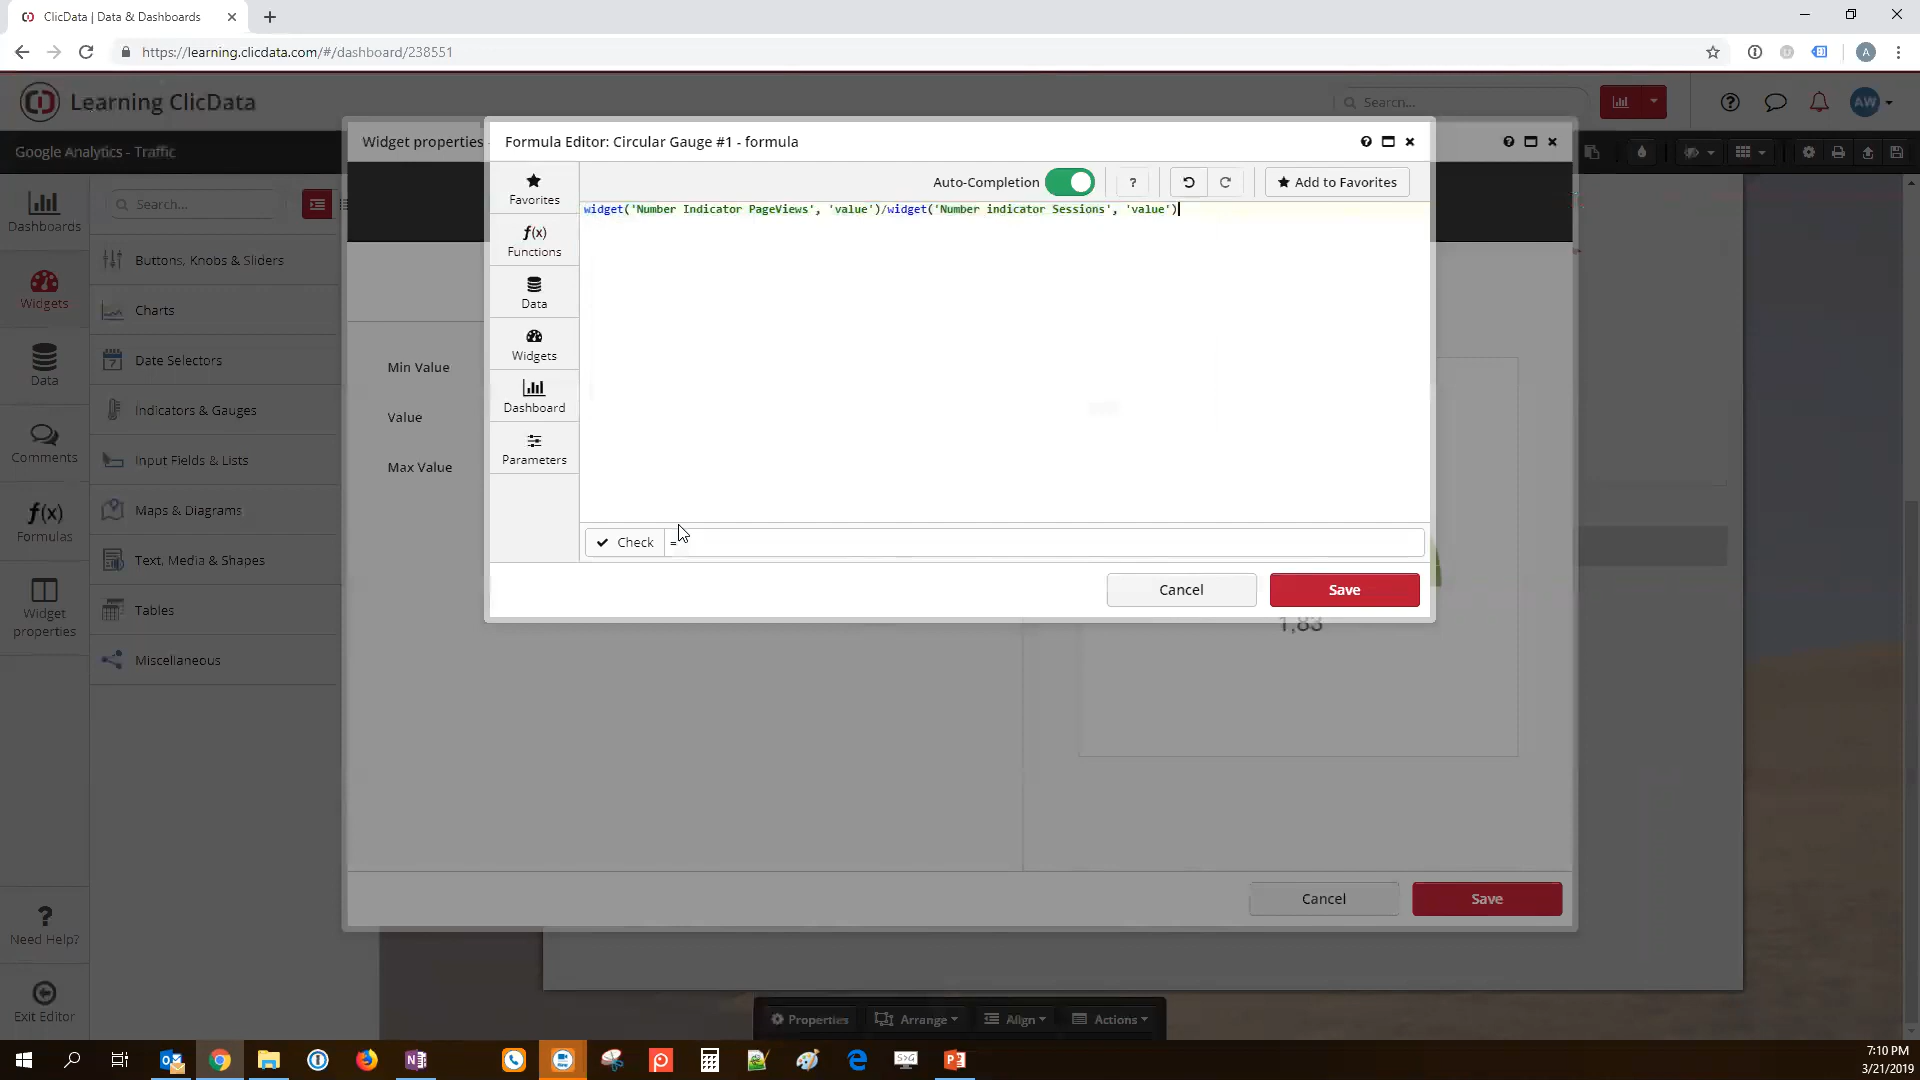 ClicData | Data & Dashboards
https://learning.clicdata.com/#/dashboard/238551
A
Learning ClicData
Search...
AW
Google Analytics - Traffic
Widget properties
Formula Editor: Circular Gauge #1 - formula
Auto-Completion
?
Add to Favorites
widget('Number Indicator PageViews', 'value')/widget('Number indicator Sessions', 'value')
Favorites
f(x)
Functions
Data
Widgets
Dashboard
Parameters
Check
=
Cancel
Save
Dashboards
Widgets
Data
Comments
f(x)
Formulas
Widget
properties
Need Help?
Exit Editor
Search...
Buttons, Knobs & Sliders
Charts
Date Selectors
Indicators & Gauges
Input Fields & Lists
Maps & Diagrams
Text, Media & Shapes
Tables
Miscellaneous
Min Value
Value
Max Value
1,83
Cancel
Save
Properties
Arrange
Align
Actions
7:10 PM
3/21/2019